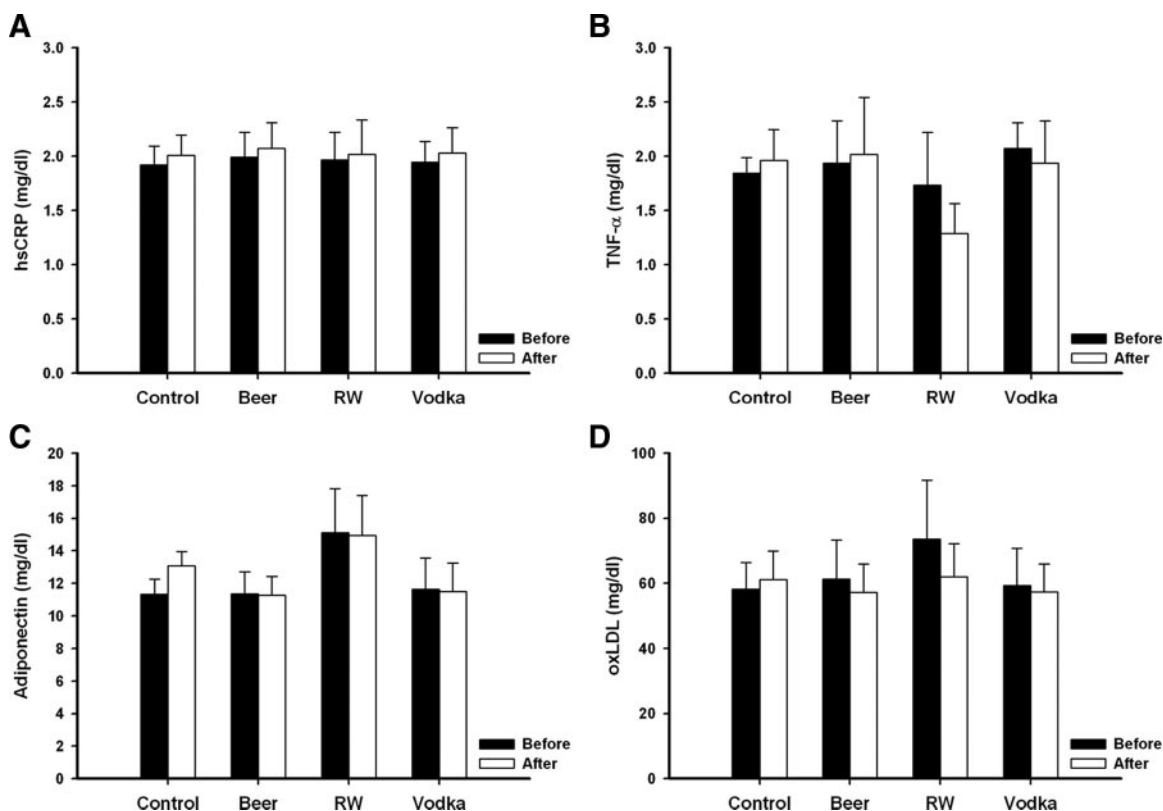 A
hsCRP (mg/dl)
3.0
2.5
2.0
1.5
1.0
0.5
0.0
Before
After
Control Beer RW Vodka
B
TNF-α (mg/dl)
3.0
2.5
2.0
1.5
1.0
0.5
0.0
Before
After
Control Beer RW Vodka
C
Adiponectin (mg/dl)
20
18
16
14
12
10
8
6
4
2
0
Before
After
Control Beer RW Vodka
D
oxLDL (mg/dl)
100
80
60
40
20
0
Before
After
Control Beer RW Vodka